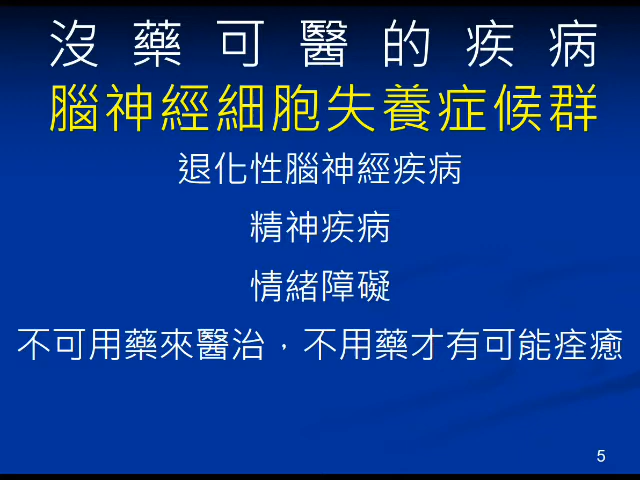 沒藥可醫的疾病
腦神經細胞失養症候群
退化性腦神經疾病
精神疾病
情緒障礙
不可用藥來醫治，不用藥才有可能痊癒
5